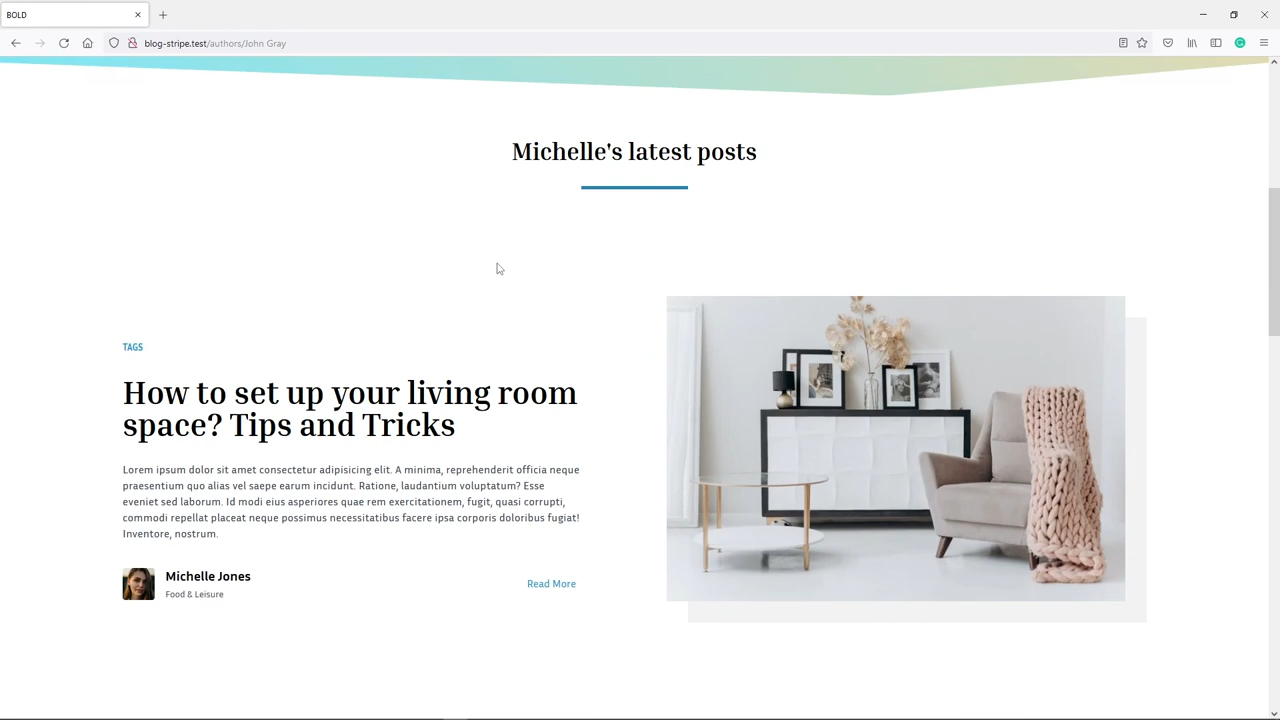 BOLD
blog-stripe.test/authors/John Gray
Michelle's latest posts
TAGS
How to set up your living room
space? Tips and Tricks
Lorem ipsum dolor sit amet consectetur adipisicing elit. A minima, reprehenderit officia neque
praesentium quo alias vel saepe earum incidunt. Ratione, laudantium voluptatum? Esse
eveniet sed laborum. Id modi eius asperiores quae rem exercitationem, fugit, quasi corrupti,
commodi repellat placeat neque possimus necessitatibus facere ipsa corporis doloribus fugiat!
Inventore, nostrum.
Michelle Jones
Food & Leisure
Read More